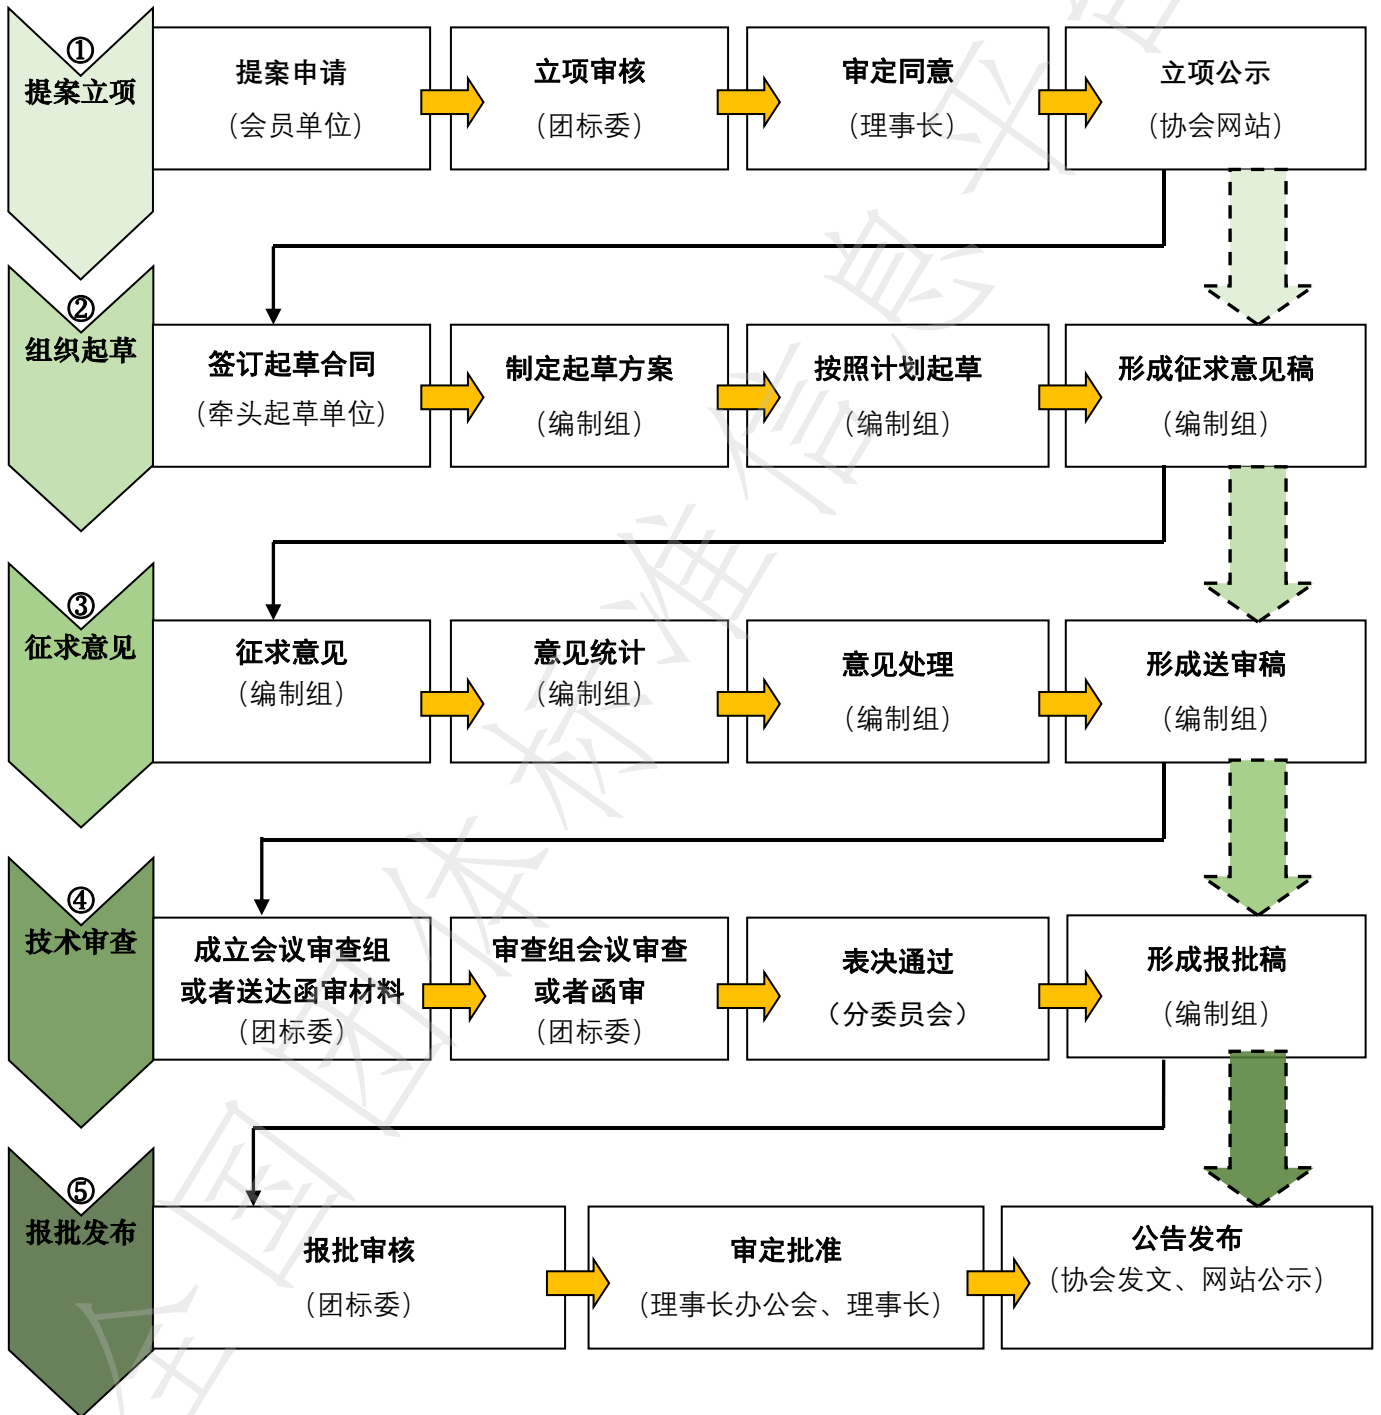 ①
提案立项
提案申请
（会员单位）
立项审核
（团标委）
审定同意
（理事长）
立项公示
（协会网站）
②
组织起草
签订起草合同
（牵头起草单位）
制定起草方案
（编制组）
按照计划起草
（编制组）
形成征求意见稿
（编制组）
③
征求意见
征求意见
（编制组）
意见统计
（编制组）
意见处理
（编制组）
形成送审稿
（编制组）
④
技术审查
成立会议审查组
或者送达函审材料
（团标委）
审查组会议审查
或者函审
（团标委）
表决通过
（分委员会）
形成报批稿
（编制组）
⑤
报批发布
报批审核
（团标委）
审定批准
（理事长办公会、理事长）
公告发布
（协会发文、网站公示）
全国团体标准信息平台